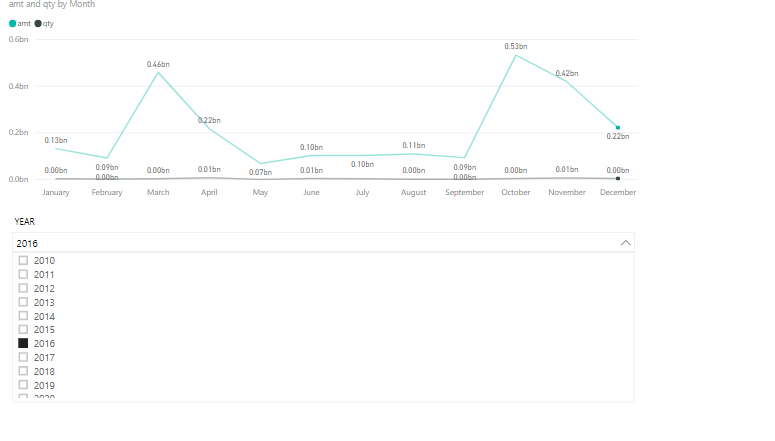 amt and qty by Month
amt qty
0.6bn
0.4bn
0.2bn
0.0bn
0.13bn 0.09bn 0.46bn 0.22bn 0.07bn 0.10bn 0.10bn 0.11bn 0.09bn 0.53bn 0.42bn 0.22bn
0.00bn 0.00bn 0.00bn 0.01bn 0.01bn 0.00bn 0.00bn 0.00bn 0.01bn 0.00bn
January February March April May June July August September October November December
YEAR
2016
2010
2011
2012
2013
2014
2015
2016
2017
2018
2019
2020